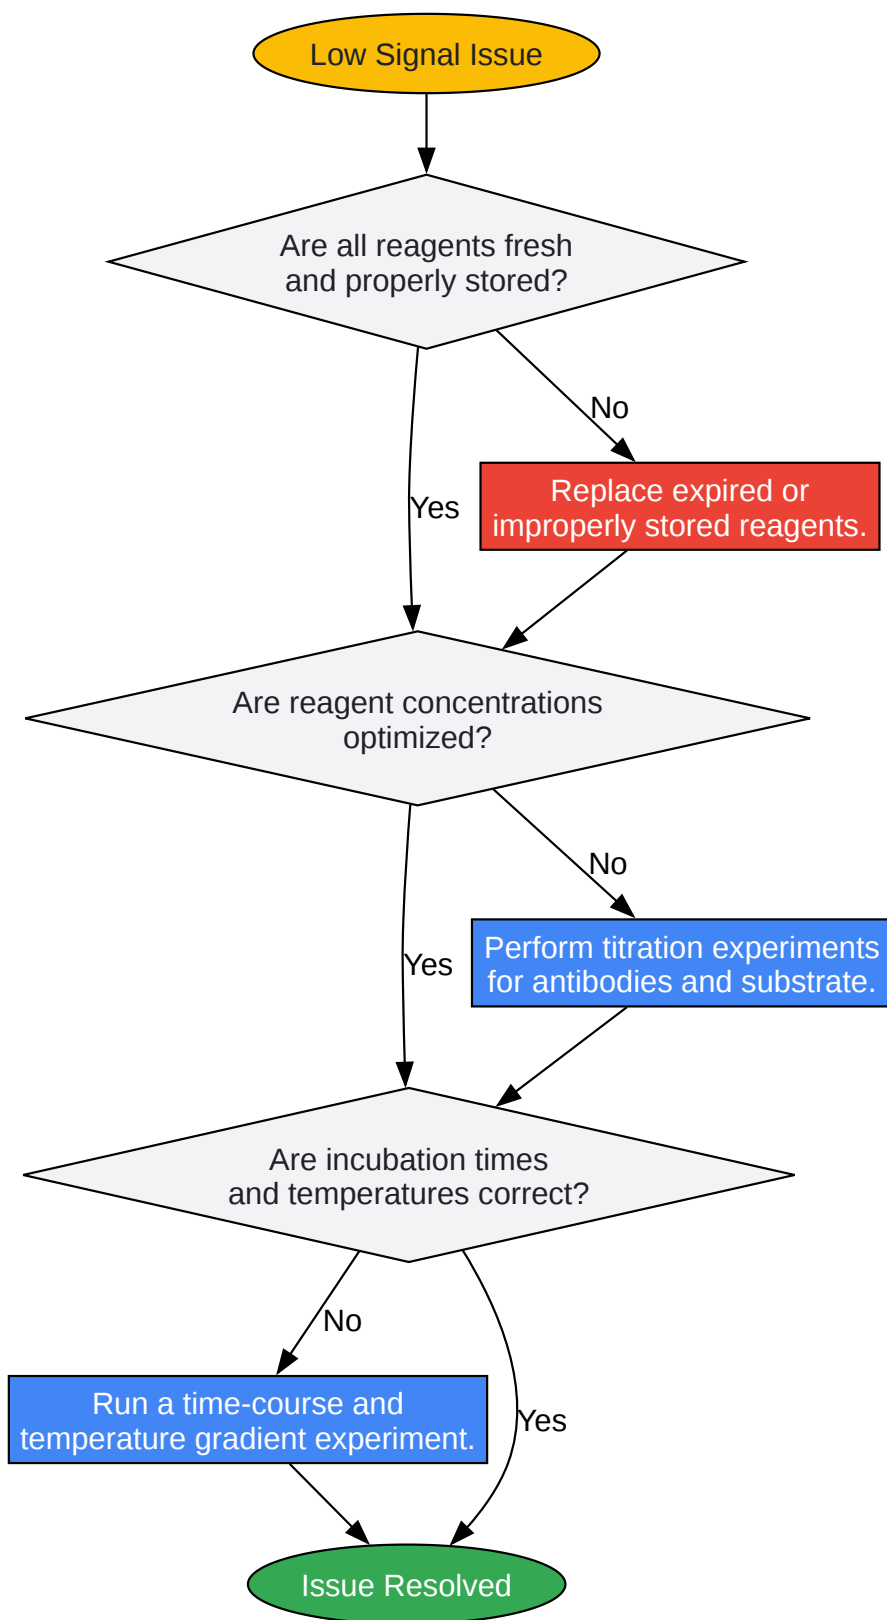 Low Signal Issue
Are all reagents fresh
and properly stored?
No
Replace expired or
improperly stored reagents.
Yes
Are reagent concentrations
optimized?
No
Perform titration experiments
for antibodies and substrate.
Yes
Are incubation times
and temperatures correct?
No
Run a time-course and
temperature gradient experiment.
Yes
Issue Resolved